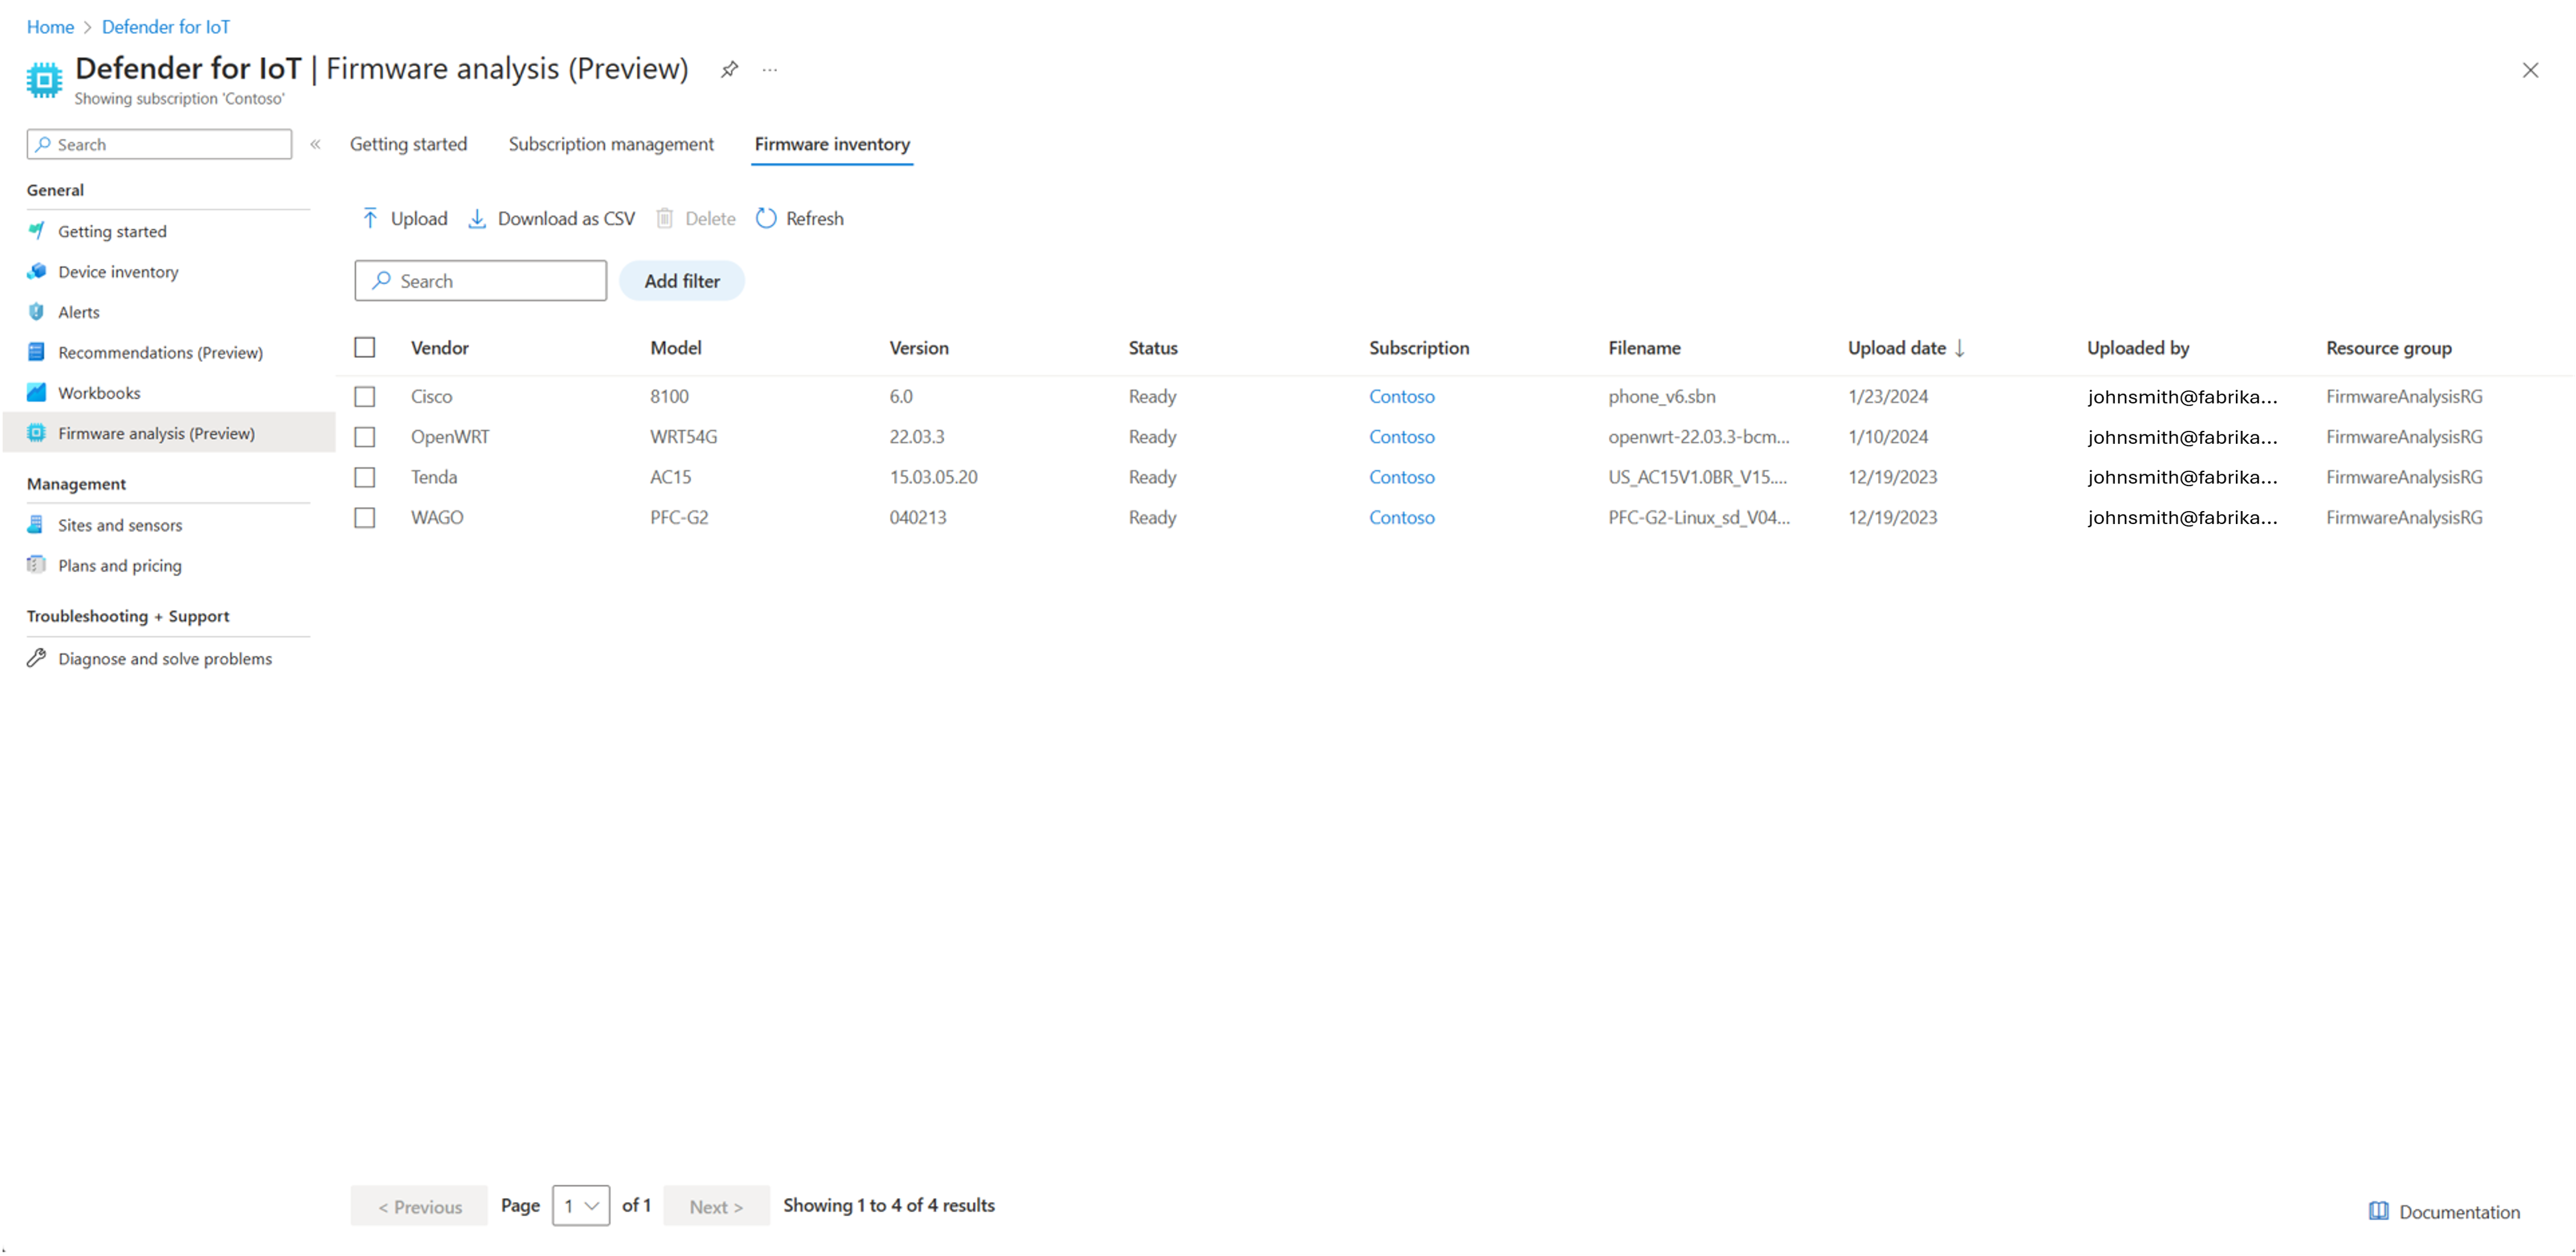 Home > Defender for IoT
Defender for IoT | Firmware analysis (Preview) ...
Showing subscription 'Contoso'
Search «
Getting started Subscription management Firmware inventory
General
Getting started
Device inventory
Alerts
Recommendations (Preview)
Workbooks
Firmware analysis (Preview)
Management
Sites and sensors
Plans and pricing
Troubleshooting + Support
Diagnose and solve problems
Upload Download as CSV Delete Refresh
Search Add filter
Vendor Model Version Status Subscription Filename Upload date ↓ Uploaded by Resource group
Cisco 8100 6.0 Ready Contoso phone_v6.sbn 1/23/2024 johnsmith@fabrika... FirmwareAnalysisRG
OpenWRT WRT54G 22.03.3 Ready Contoso openwrt-22.03.3-bcm... 1/10/2024 johnsmith@fabrika... FirmwareAnalysisRG
Tenda AC15 15.03.05.20 Ready Contoso US_AC15V1.0BR_V15.... 12/19/2023 johnsmith@fabrika... FirmwareAnalysisRG
WAGO PFC-G2 040213 Ready Contoso PFC-G2-Linux_sd_V04... 12/19/2023 johnsmith@fabrika... FirmwareAnalysisRG
< Previous Page 1 of 1 Next > Showing 1 to 4 of 4 results
Documentation